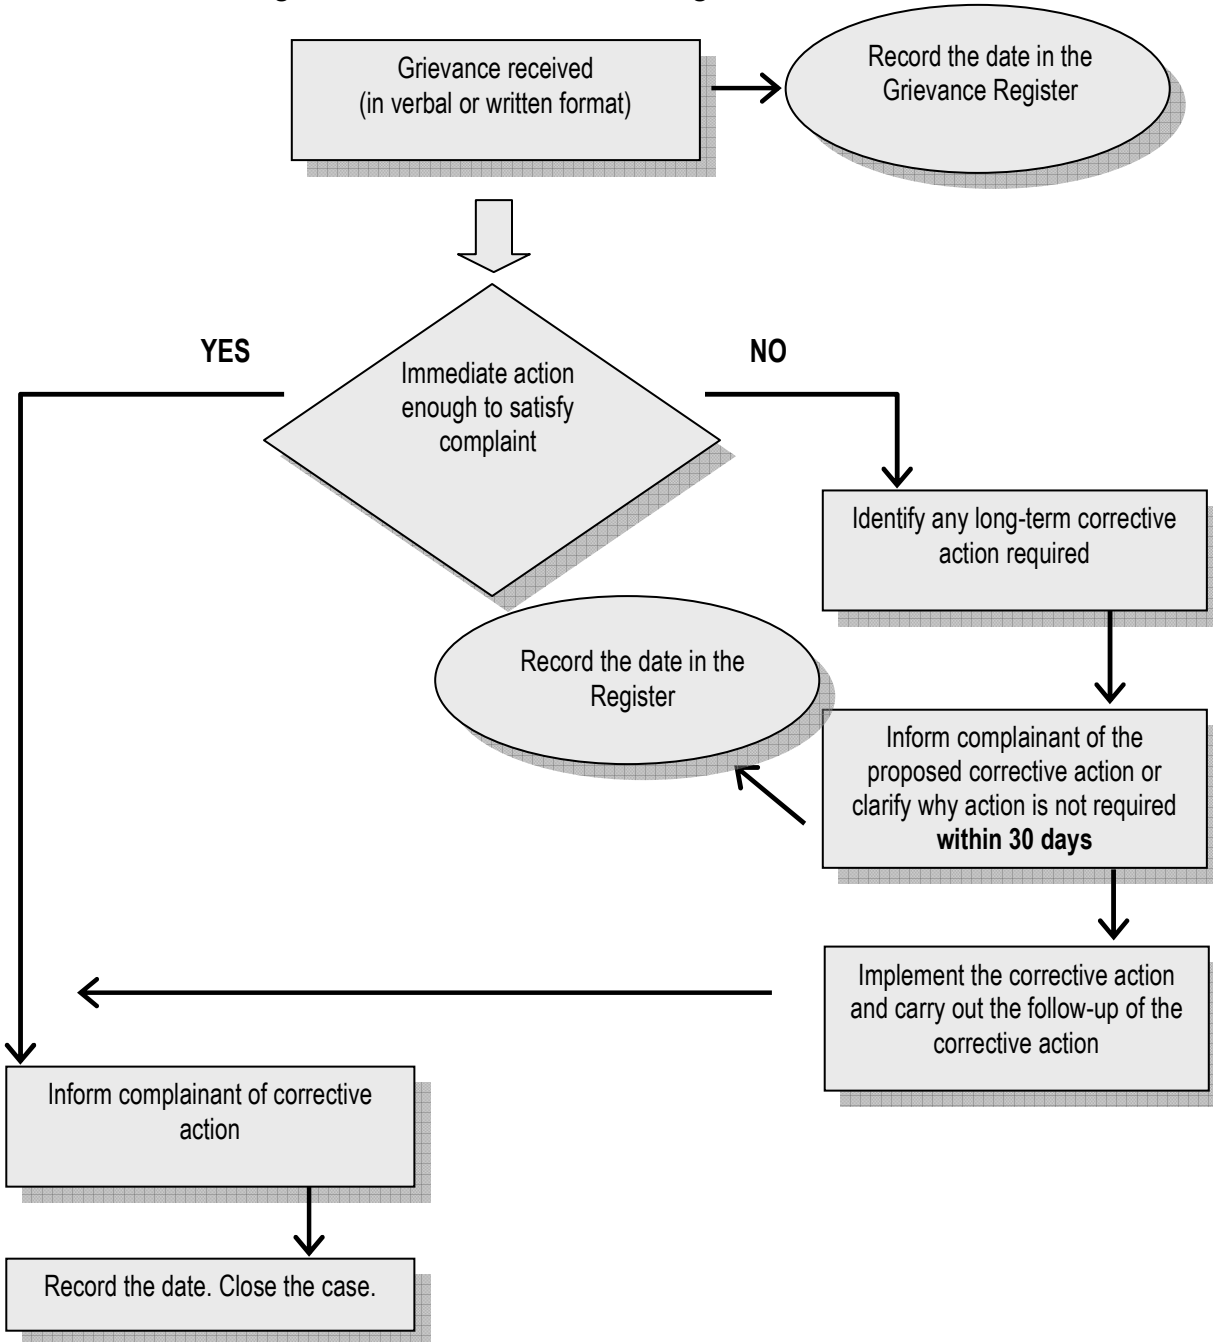 Grievance received
(in verbal or written format)
Record the date in the
Grievance Register
YES
NO
Immediate action
enough to satisfy
complaint
Identify any long-term corrective
action required
Record the date in the
Register
Inform complainant of the
proposed corrective action or
clarify why action is not required
within 30 days
Implement the corrective action
and carry out the follow-up of the
corrective action
Inform complainant of corrective
action
Record the date. Close the case.